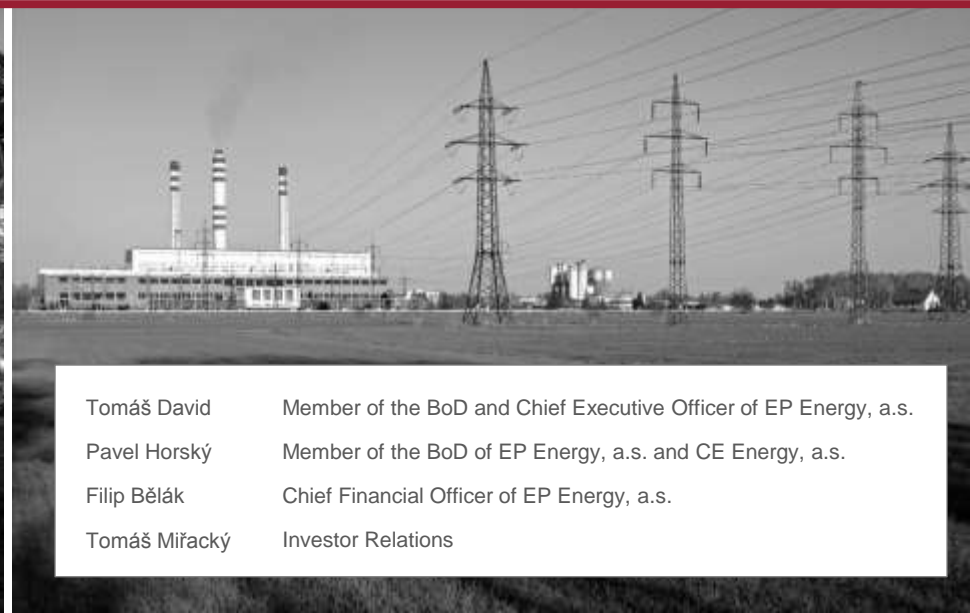 Tomáš David Member of the BoD and Chief Executive Officer of EP Energy, a.s.
Pavel Horský Member of the BoD of EP Energy, a.s. and CE Energy, a.s.
Filip Bělák Chief Financial Officer of EP Energy, a.s.
Tomáš Miřacký Investor Relations